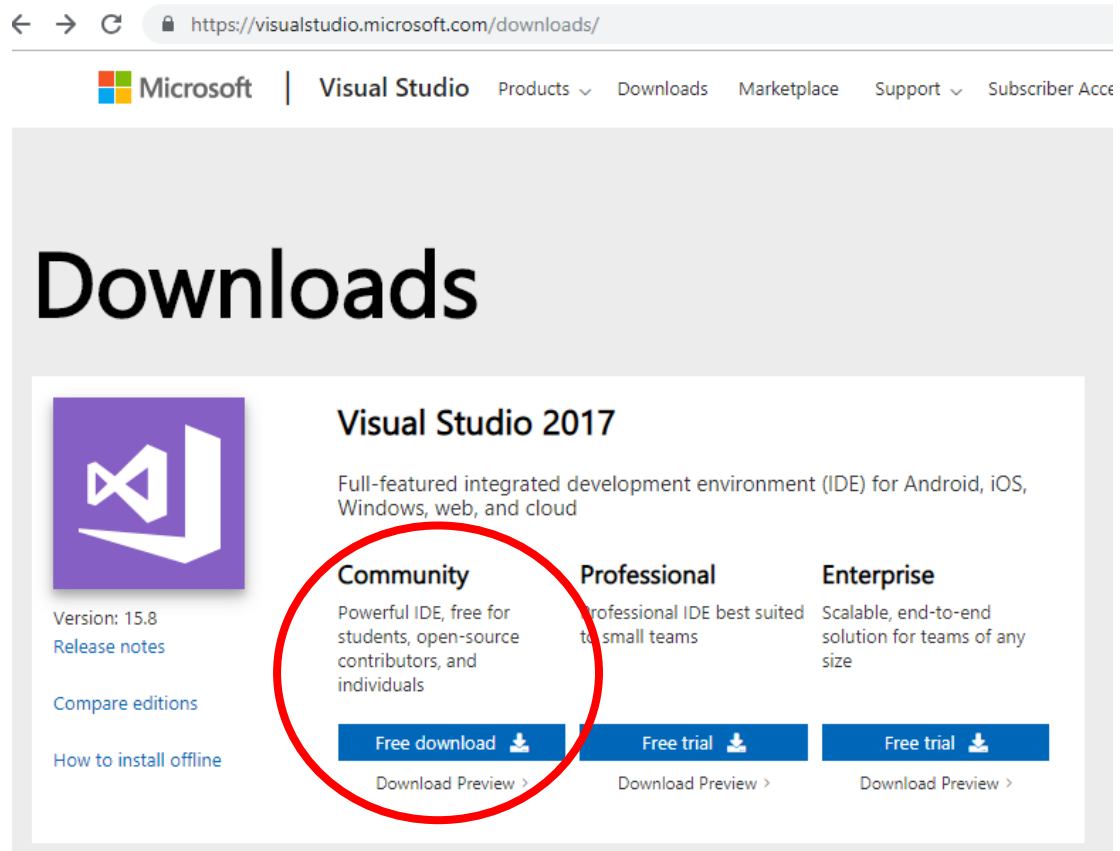 https://visualstudio.microsoft.com/downloads/
Microsoft | Visual Studio Products Downloads Marketplace Support Subscriber Acce
Downloads
Visual Studio 2017
Full-featured integrated development environment (IDE) for Android, iOS,
Windows, web, and cloud
Version: 15.8
Release notes
Compare editions
How to install offline
Community
Powerful IDE, free for
students, open-source
contributors, and
individuals
Free download
Download Preview
Professional
Professional IDE best suited
to small teams
Free trial
Download Preview
Enterprise
Scalable, end-to-end
solution for teams of any
size
Free trial
Download Preview